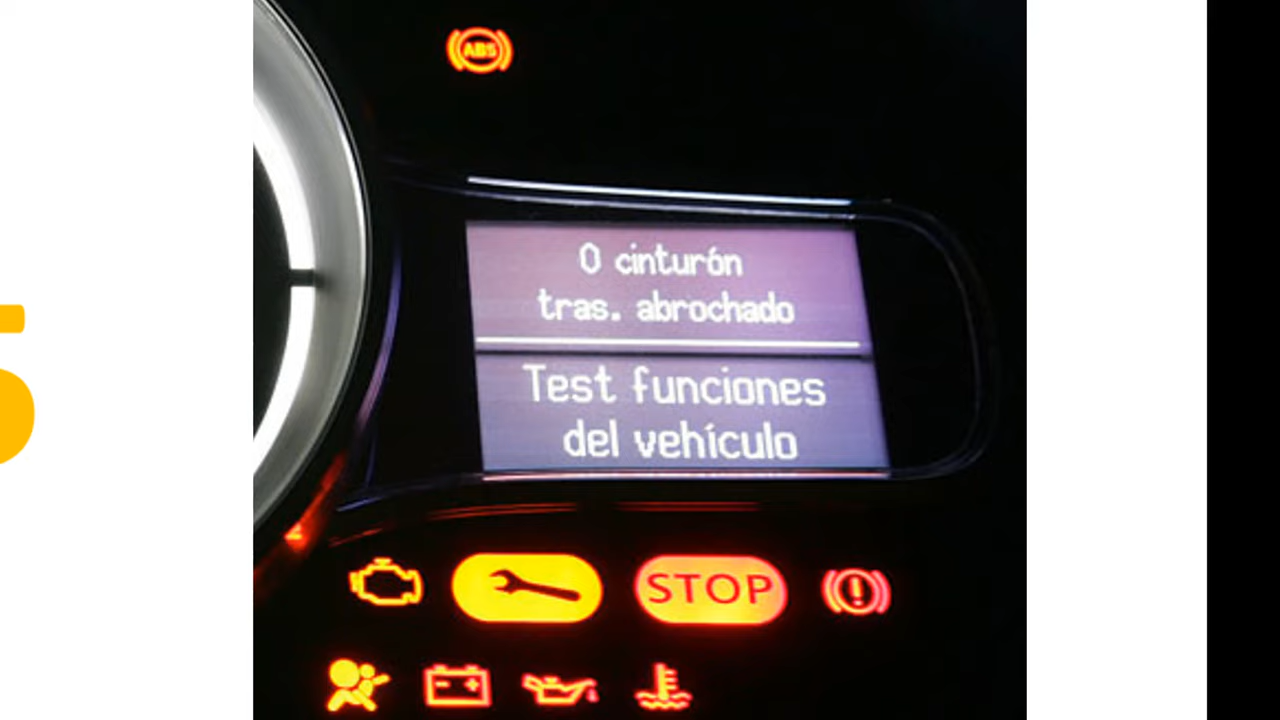 ABS
0 cinturón
tras. abrochado
Test funciones
del vehículo
STOP